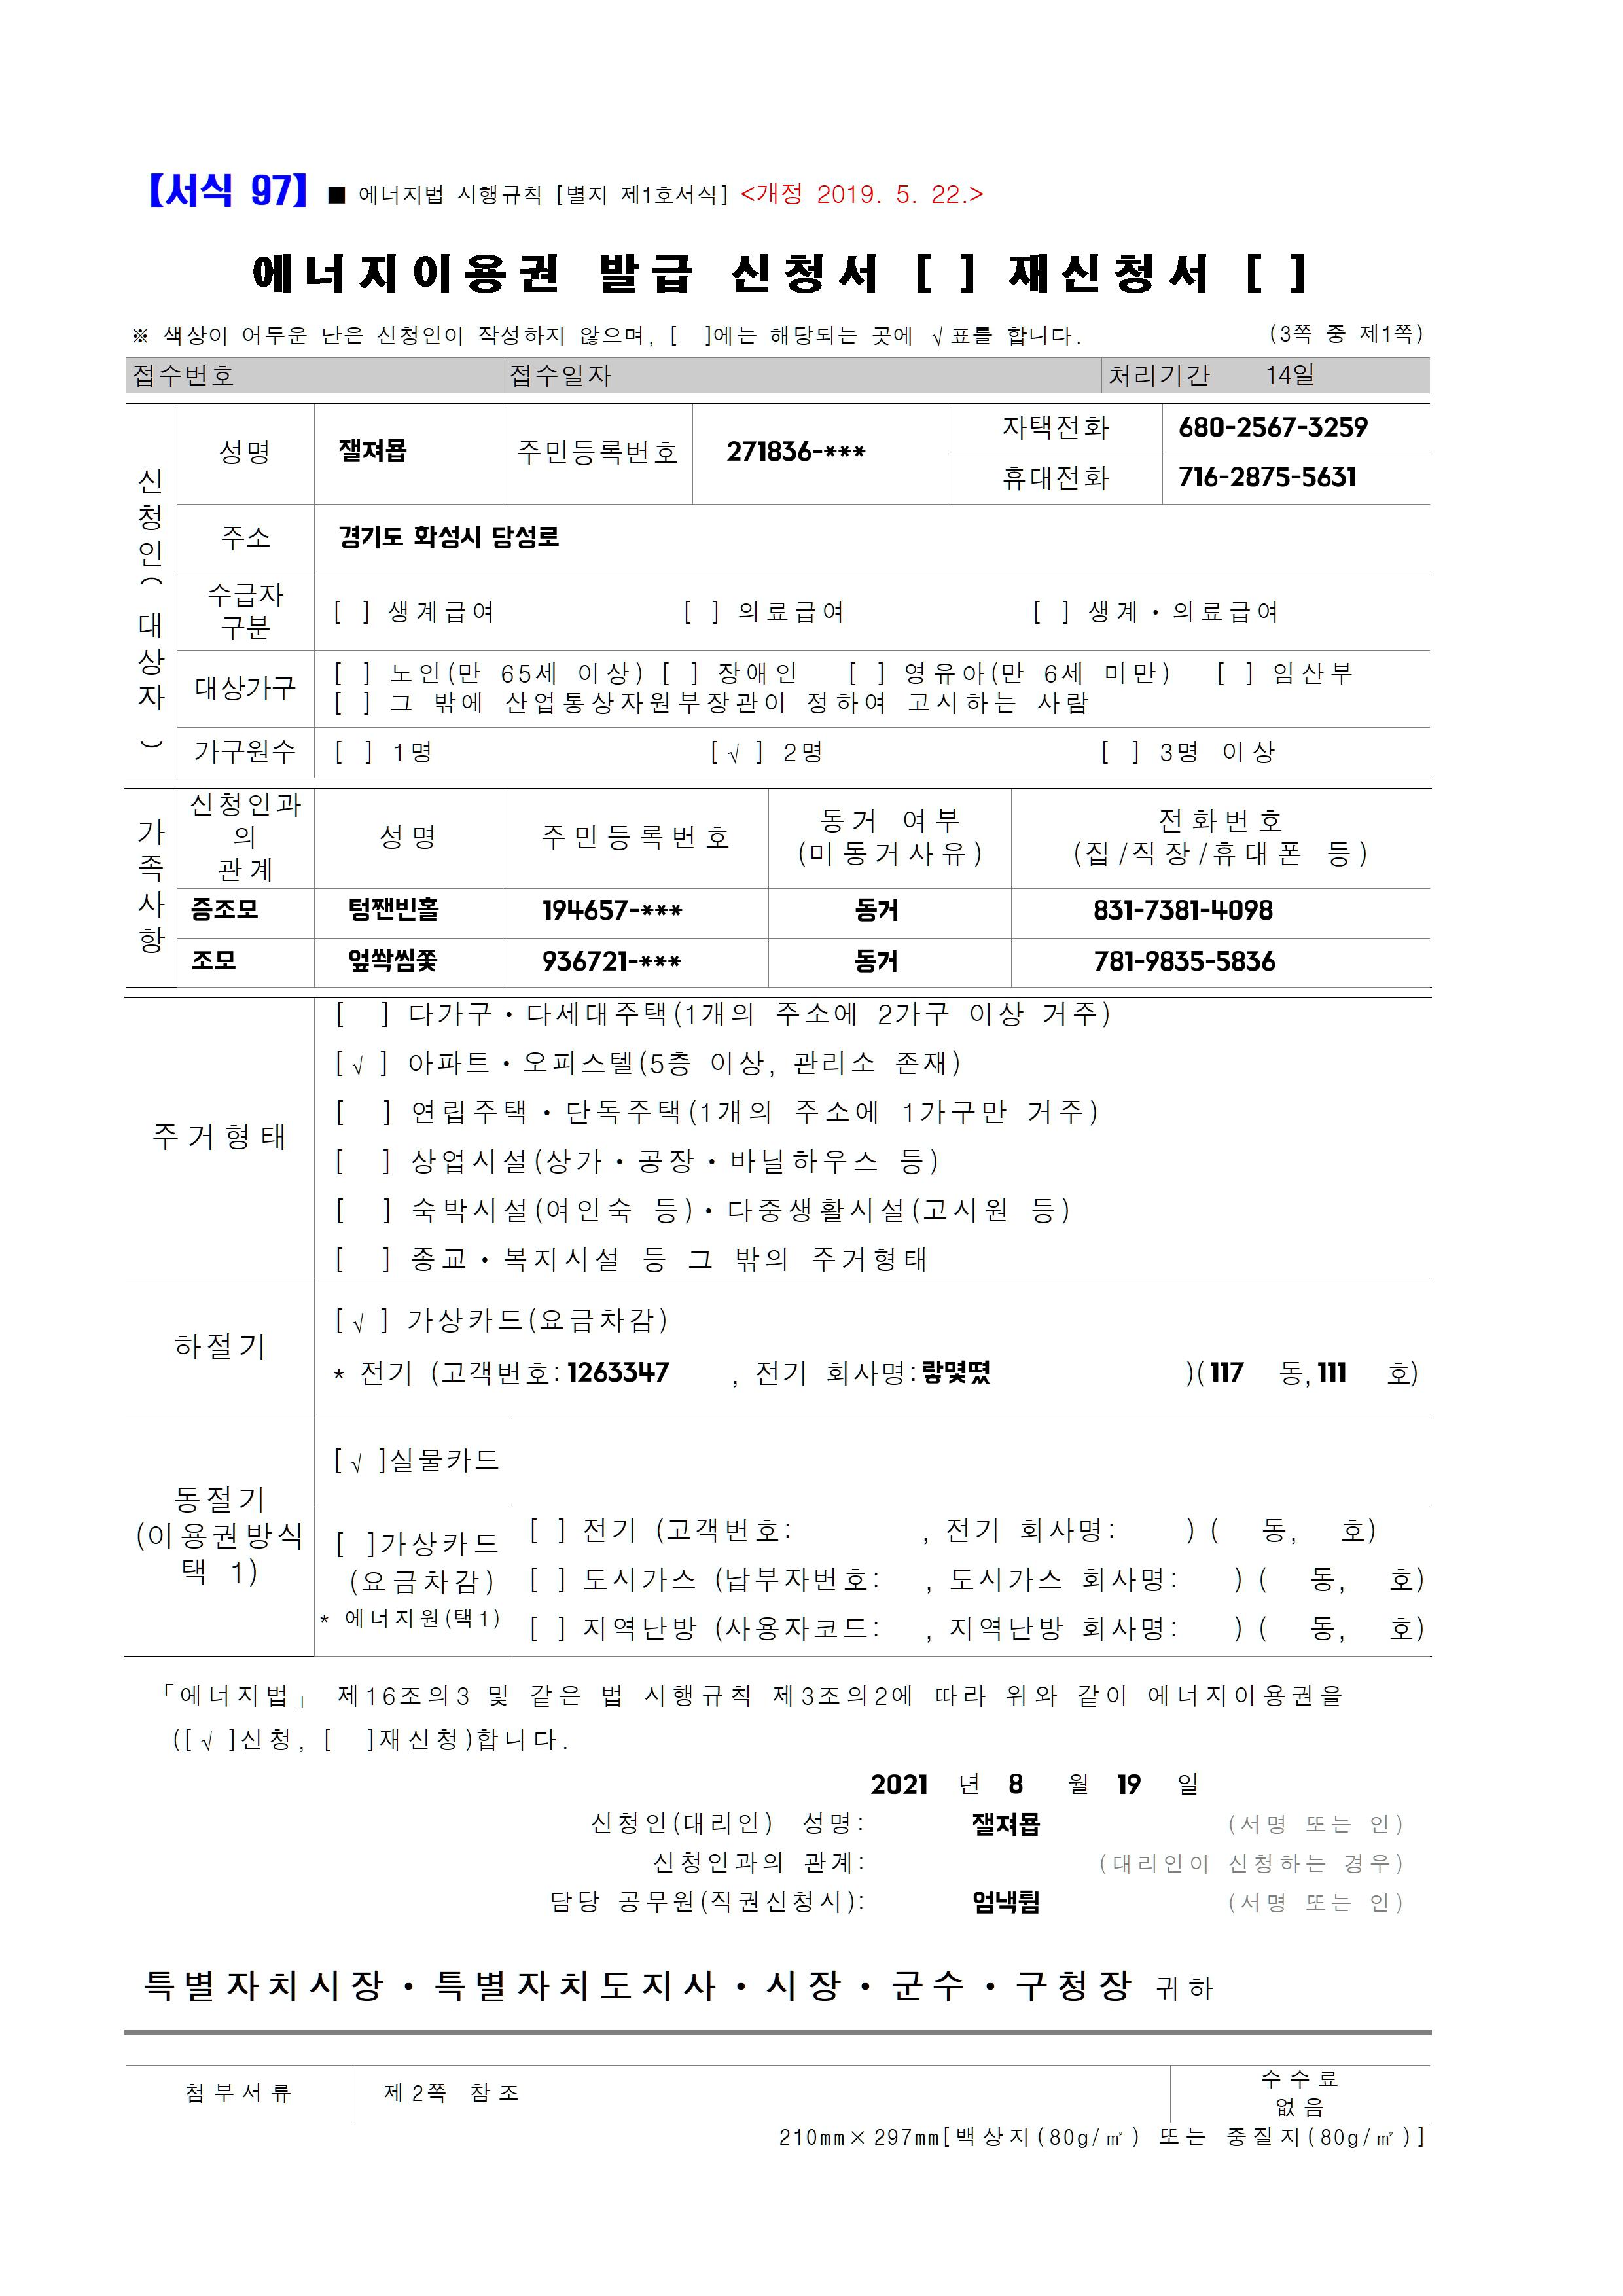 【서식 97】 ■ 에너지법 시행규칙 [별지 제1호서식] <개정 2019. 5. 22.>
에너지이용권 발급 신청서 [ ] 재신청서 [ ]
※ 색상이 어두운 난은 신청인이 작성하지 않으며, [ ]에는 해당되는 곳에 √표를 합니다. (3쪽 중 제1쪽)
접수번호 접수일자 처리기간 14일
신청인(대상자)
성명 잴져묩 주민등록번호 271836-*** 자택전화 680-2567-3259
휴대전화 716-2875-5631
주소 경기도 화성시 당성로
수급자 구분 [ ] 생계급여 [ ] 의료급여 [ ] 생계·의료급여
대상가구 [ ] 노인(만 65세 이상) [ ] 장애인 [ ] 영유아(만 6세 미만) [ ] 임산부
[ ] 그 밖에 산업통상자원부장관이 정하여 고시하는 사람
가구원수 [ ] 1명 [√] 2명 [ ] 3명 이상
가족사항
신청인과의 관계 성명 주민등록번호 동거 여부 (미동거사유) 전화번호 (집/직장/휴대폰 등)
증조모 텀짼빈홀 194657-*** 동거 831-7381-4098
조모 엎쏵씸쫓 936721-*** 동거 781-9835-5836
주거형태
[ ] 다가구·다세대주택(1개의 주소에 2가구 이상 거주)
[√] 아파트·오피스텔(5층 이상, 관리소 존재)
[ ] 연립주택·단독주택(1개의 주소에 1가구만 거주)
[ ] 상업시설(상가·공장·바닐하우스 등)
[ ] 숙박시설(여인숙 등)·다중생활시설(고시원 등)
[ ] 종교·복지시설 등 그 밖의 주거형태
하절기
[√] 가상카드(요금차감)
* 전기 (고객번호: 1263347 , 전기 회사명: 랗몇뗬 )( 117 동, 111 호)
동절기 (이용권방식 택 1)
[√]실물카드
[ ]가상카드 (요금차감)
* 에너지원(택1)
[ ] 전기 (고객번호: , 전기 회사명: ) ( 동, 호)
[ ] 도시가스 (납부자번호: , 도시가스 회사명: ) ( 동, 호)
[ ] 지역난방 (사용자코드: , 지역난방 회사명: ) ( 동, 호)
「에너지법」 제16조의3 및 같은 법 시행규칙 제3조의2에 따라 위와 같이 에너지이용권을
([√]신청, [ ]재신청)합니다.
2021 년 8 월 19 일
신청인(대리인) 성명: 잴져묩 (서명 또는 인)
신청인과의 관계: (대리인이 신청하는 경우)
담당 공무원(직권신청시): 엄낵튐 (서명 또는 인)
특별자치시장·특별자치도지사·시장·군수·구청장 귀하
첨부서류 제2쪽 참조 수수료 없음
210mm×297mm[백상지(80g/㎡) 또는 중질지(80g/㎡)]